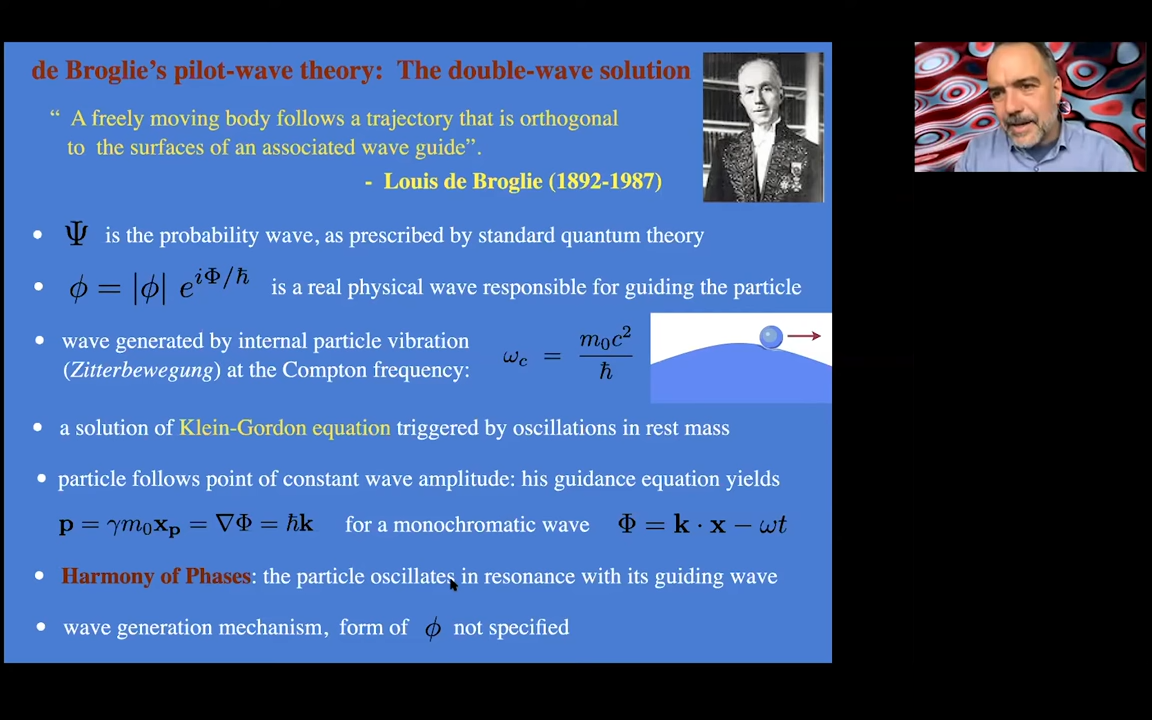 de Broglie's pilot-wave theory: The double-wave solution
“ A freely moving body follows a trajectory that is orthogonal
to the surfaces of an associated wave guide”.
- Louis de Broglie (1892-1987)
• Ψ is the probability wave, as prescribed by standard quantum theory
• ϕ = |ϕ| e^{iΦ/ℏ} is a real physical wave responsible for guiding the particle
• wave generated by internal particle vibration
(Zitterbewegung) at the Compton frequency: ω_c = m_0c^2/ℏ
• a solution of Klein-Gordon equation triggered by oscillations in rest mass
• particle follows point of constant wave amplitude: his guidance equation yields
p = γm_0x_p = ∇Φ = ℏk for a monochromatic wave Φ = k · x − ωt
• Harmony of Phases: the particle oscillates in resonance with its guiding wave
• wave generation mechanism, form of ϕ not specified